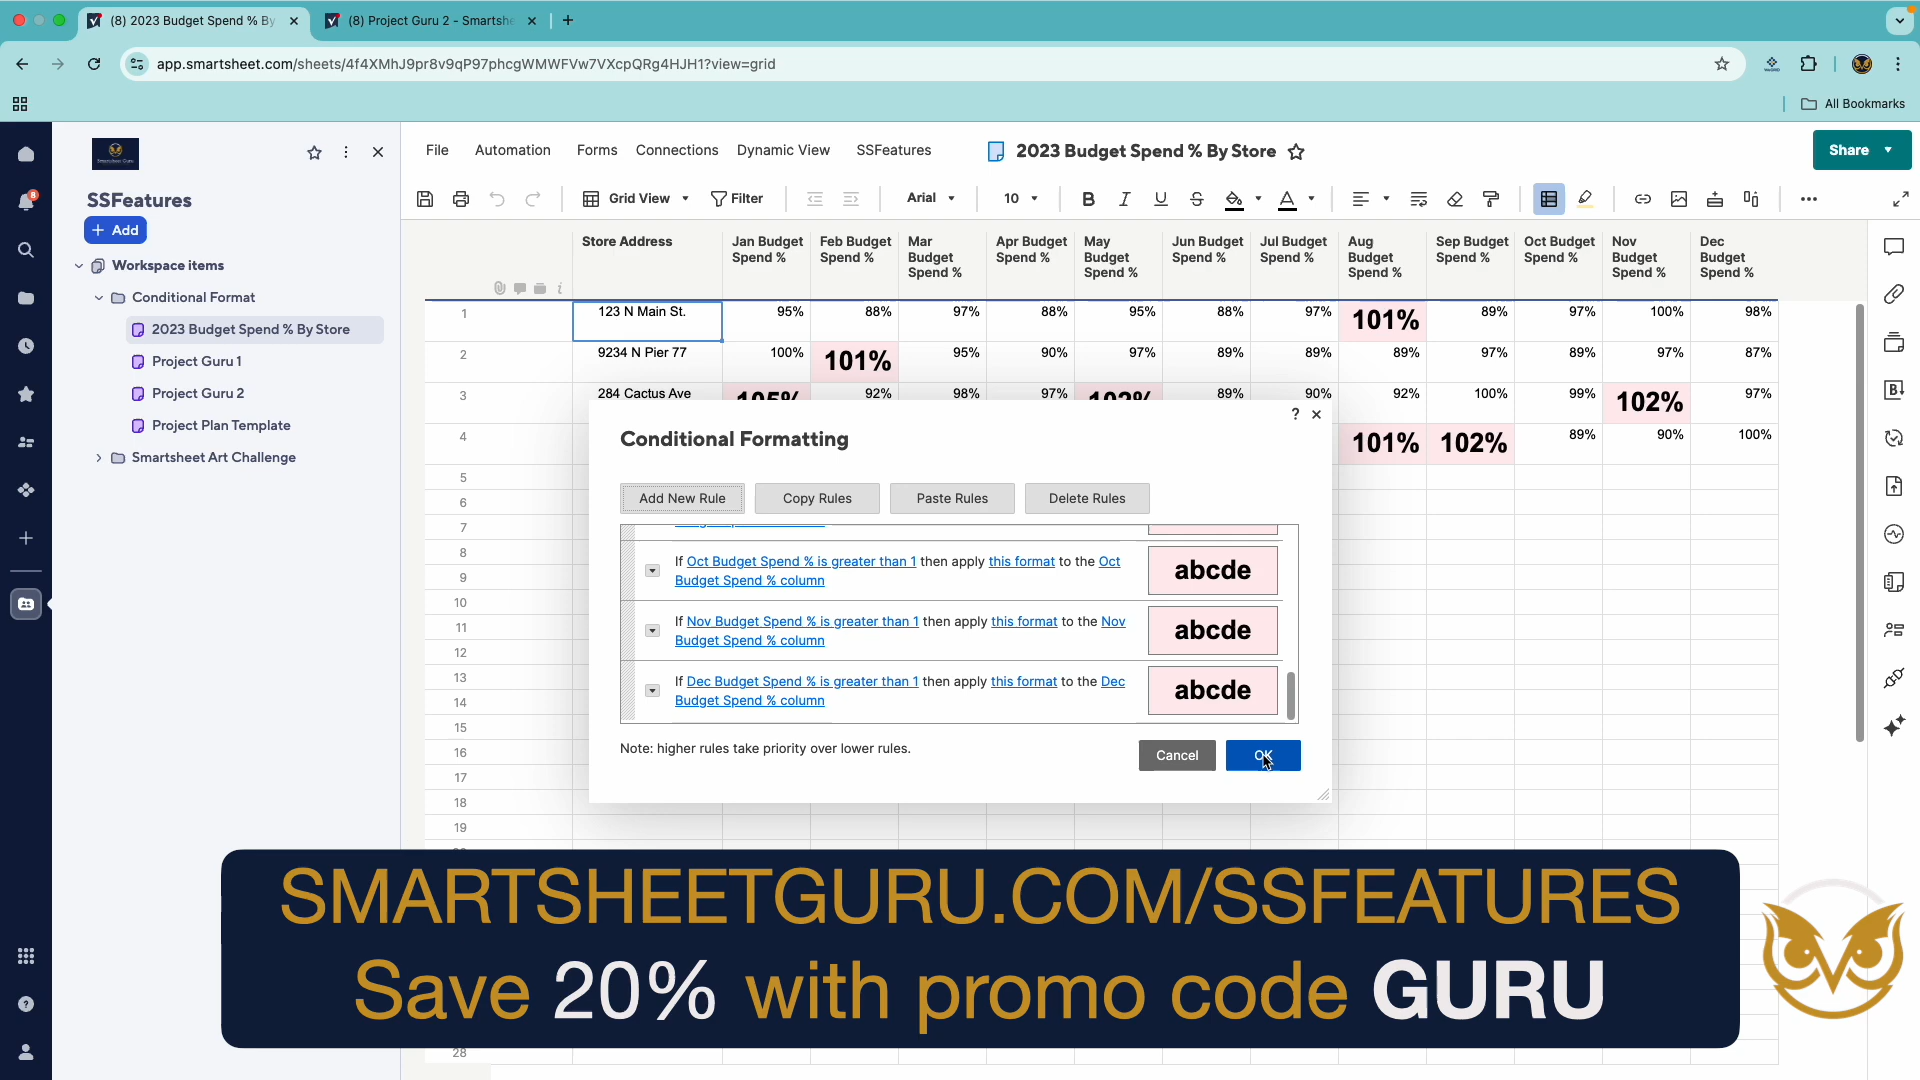 (8) 2023 Budget Spend % By
(8) Project Guru 2 - Smartshe
app.smartsheet.com/sheets/4f4XMhJ9pr8v9qP97phcgWMWFVw7VXcpQRg4HJH1?view=grid
All Bookmarks
File Automation Forms Connections Dynamic View SSFeatures
2023 Budget Spend % By Store
Share
Grid View Filter Arial 10
8
SSFeatures
Add
Workspace items
Conditional Format
2023 Budget Spend % By Store
Project Guru 1
Project Guru 2
Project Plan Template
Smartsheet Art Challenge
Store Address Jan Budget Spend % Feb Budget Spend % Mar Budget Spend % Apr Budget Spend % May Budget Spend % Jun Budget Spend % Jul Budget Spend % Aug Budget Spend % Sep Budget Spend % Oct Budget Spend % Nov Budget Spend % Dec Budget Spend %
1 123 N Main St. 95% 88% 97% 88% 95% 88% 97% 101% 89% 97% 100% 98%
2 9234 N Pier 77 100% 101% 95% 90% 97% 89% 89% 89% 97% 89% 97% 87%
3 284 Cactus Ave 105% 92% 98% 97% 102% 89% 90% 92% 100% 99% 102% 97%
4 101% 102% 89% 90% 100%
5
6
7
8
9
10
11
12
13
14
15
16
17
18
19
28
Conditional Formatting
Add New Rule Copy Rules Paste Rules Delete Rules
If Oct Budget Spend % is greater than 1 then apply this format to the Oct
Budget Spend % column
abcde
If Nov Budget Spend % is greater than 1 then apply this format to the Nov
Budget Spend % column
abcde
If Dec Budget Spend % is greater than 1 then apply this format to the Dec
Budget Spend % column
abcde
Note: higher rules take priority over lower rules.
Cancel OK
SMARTSHEETGURU.COM/SSFEATURES
Save 20% with promo code GURU